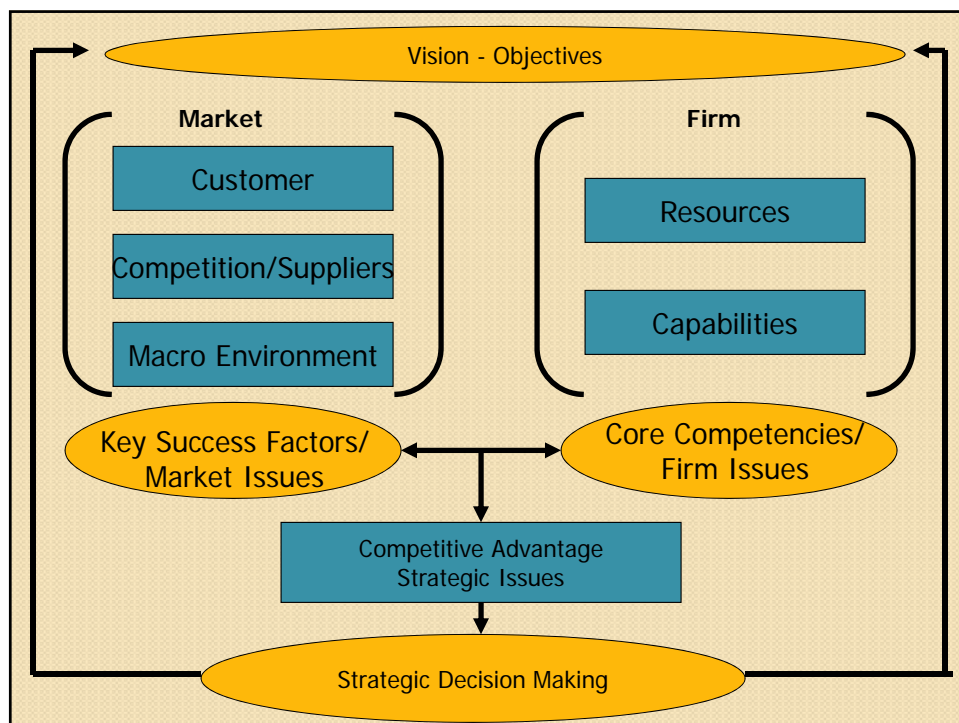 Vision - Objectives
Market
Customer
Competition/Suppliers
Macro Environment
Firm
Resources
Capabilities
Key Success Factors/
Market Issues
Core Competencies/
Firm Issues
Competitive Advantage
Strategic Issues
Strategic Decision Making